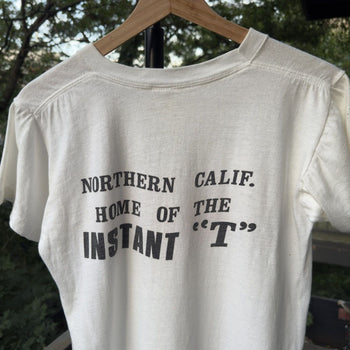 NORTHERN CALIF.
HOME OF THE
INSTANT “T”